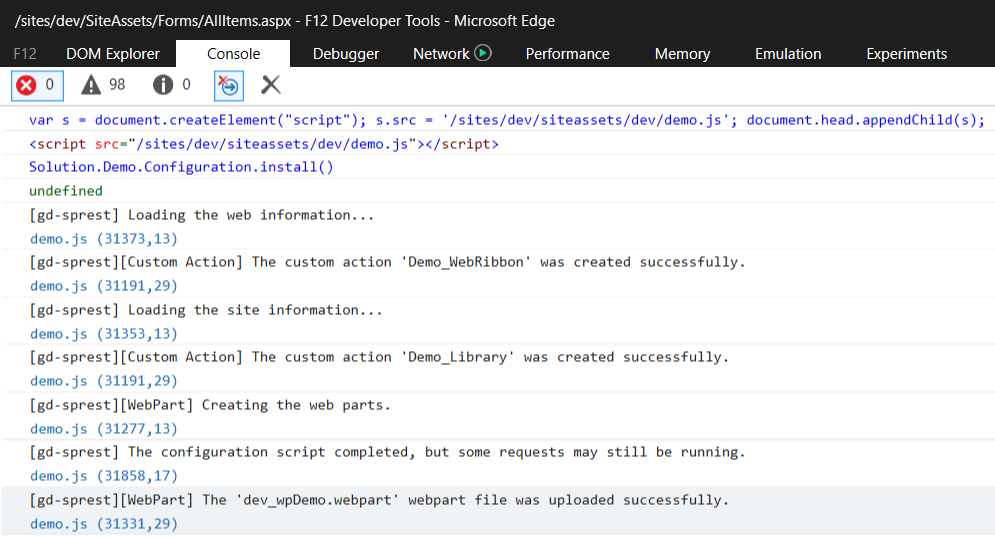 /sites/dev/SiteAssets/Forms/AllItems.aspx - F12 Developer Tools - Microsoft Edge
F12 DOM Explorer Console Debugger Network Performance Memory Emulation Experiments
0 98 0
var s = document.createElement("script"); s.src = '/sites/dev/siteassets/dev/demo.js'; document.head.appendChild(s);
<script src="/sites/dev/siteassets/dev/demo.js"></script>
Solution.Demo.Configuration.install()
undefined
[gd-sprest] Loading the web information...
demo.js (31373,13)
[gd-sprest][Custom Action] The custom action 'Demo_WebRibbon' was created successfully.
demo.js (31191,29)
[gd-sprest] Loading the site information...
demo.js (31353,13)
[gd-sprest][Custom Action] The custom action 'Demo_Library' was created successfully.
demo.js (31191,29)
[gd-sprest][WebPart] Creating the web parts.
demo.js (31277,13)
[gd-sprest] The configuration script completed, but some requests may still be running.
demo.js (31858,17)
[gd-sprest][WebPart] The 'dev_wpDemo.webpart' webpart file was uploaded successfully.
demo.js (31331,29)